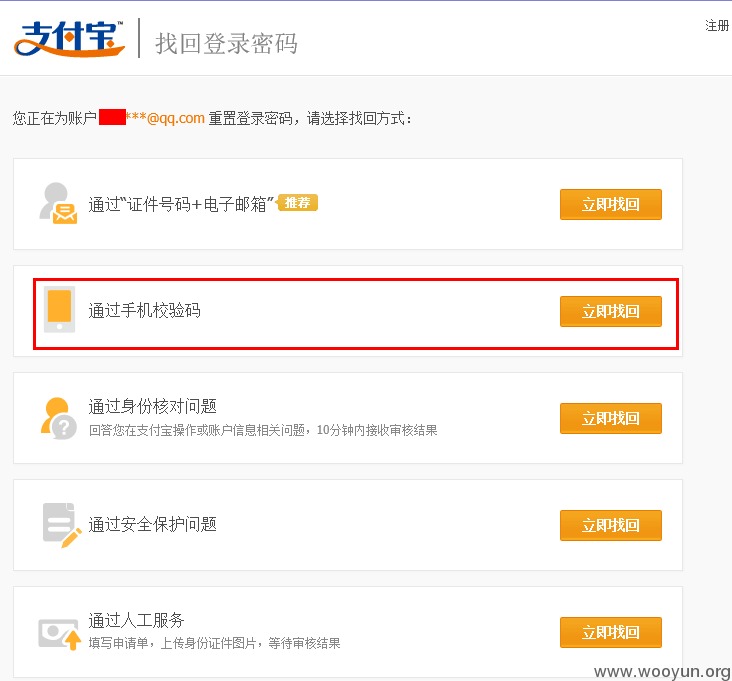 支付宝™ 找回登录密码
注册
您正在为账户 ***@qq.com 重置登录密码，请选择找回方式：
通过“证件号码+电子邮箱” 推荐 立即找回
通过手机校验码 立即找回
通过身份核对问题 立即找回
回答您在支付宝操作或账户信息相关问题，10分钟内接收审核结果
通过安全保护问题 立即找回
通过人工服务 立即找回
填写申请单，上传身份证件图片，等待审核结果
www.wooyun.org